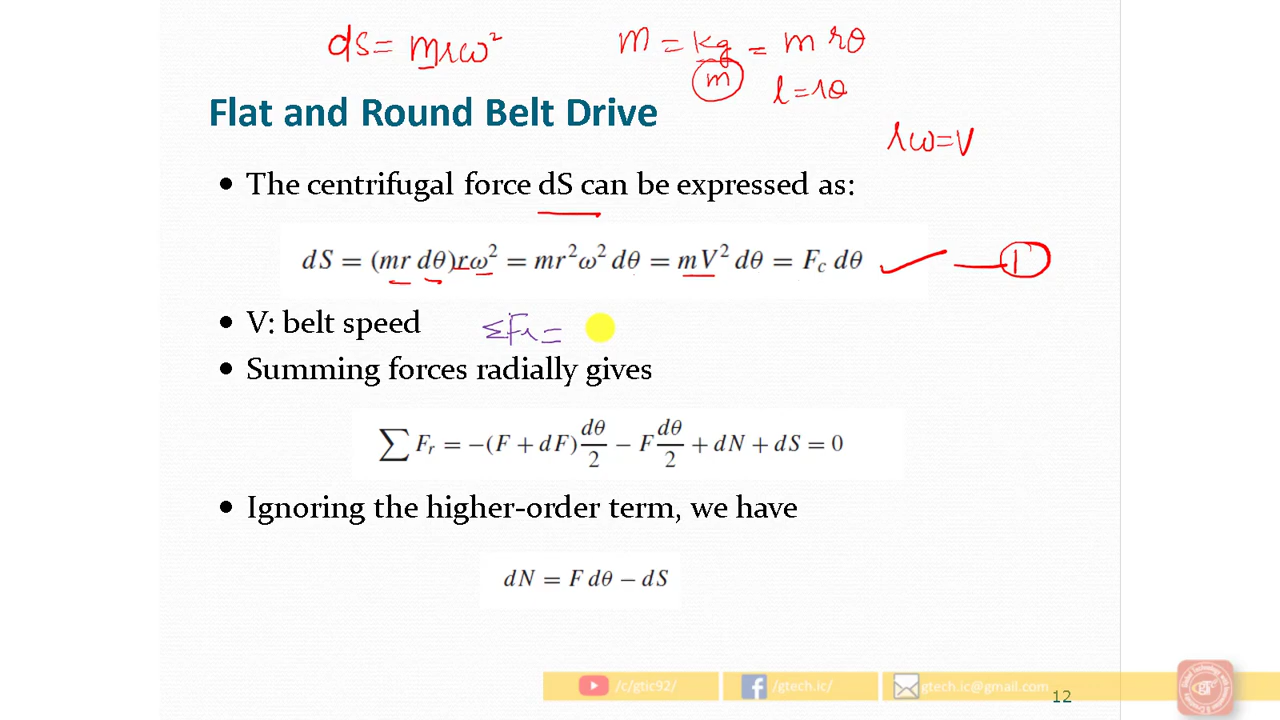 dS = mrω² m = kg/m = m rθ
l = rθ
Flat and Round Belt Drive
rω = V
• The centrifugal force dS can be expressed as:
dS = (mr dθ)rω² = mr²ω² dθ = mV² dθ = F_c dθ 1
• V: belt speed ΣFr =
• Summing forces radially gives
∑ F_r = −(F + dF) dθ/2 − F dθ/2 + dN + dS = 0
• Ignoring the higher-order term, we have
dN = F dθ − dS
/c/gtic92/ /gtech.ic/ gtech.ic@gmail.com 12